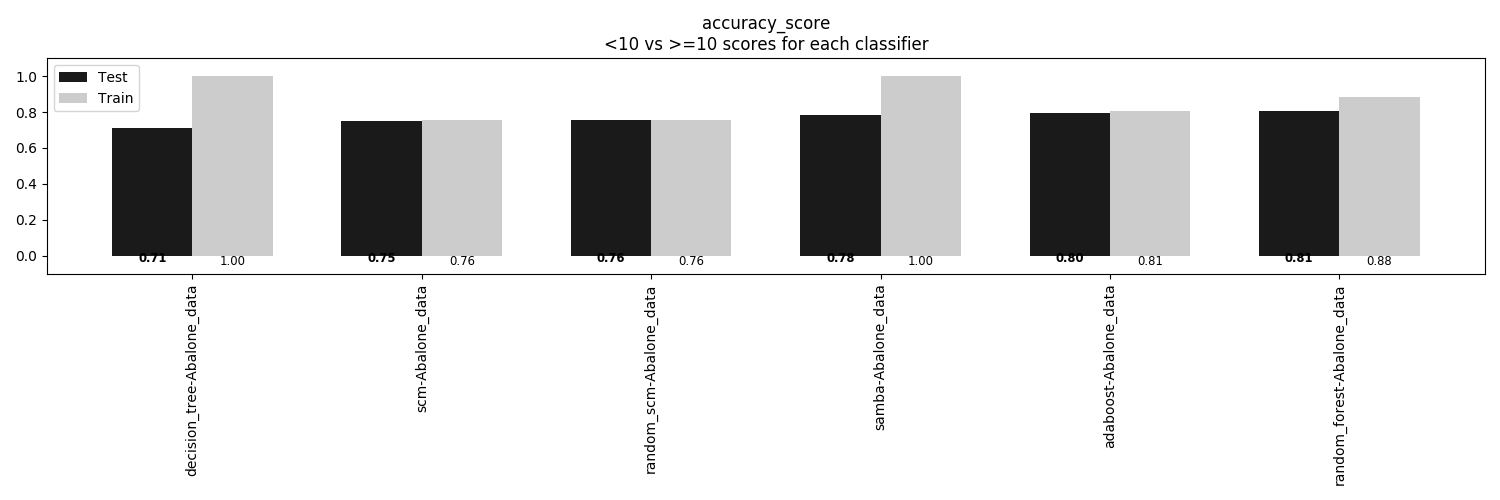 accuracy_score
<10 vs >=10 scores for each classifier
Test
Train
1.0
0.8
0.6
0.4
0.2
0.0
0.71 1.00 0.75 0.76 0.76 0.76 0.78 1.00 0.80 0.81 0.81 0.88
decision_tree-Abalone_data
scm-Abalone_data
random_scm-Abalone_data
samba-Abalone_data
adaboost-Abalone_data
random_forest-Abalone_data